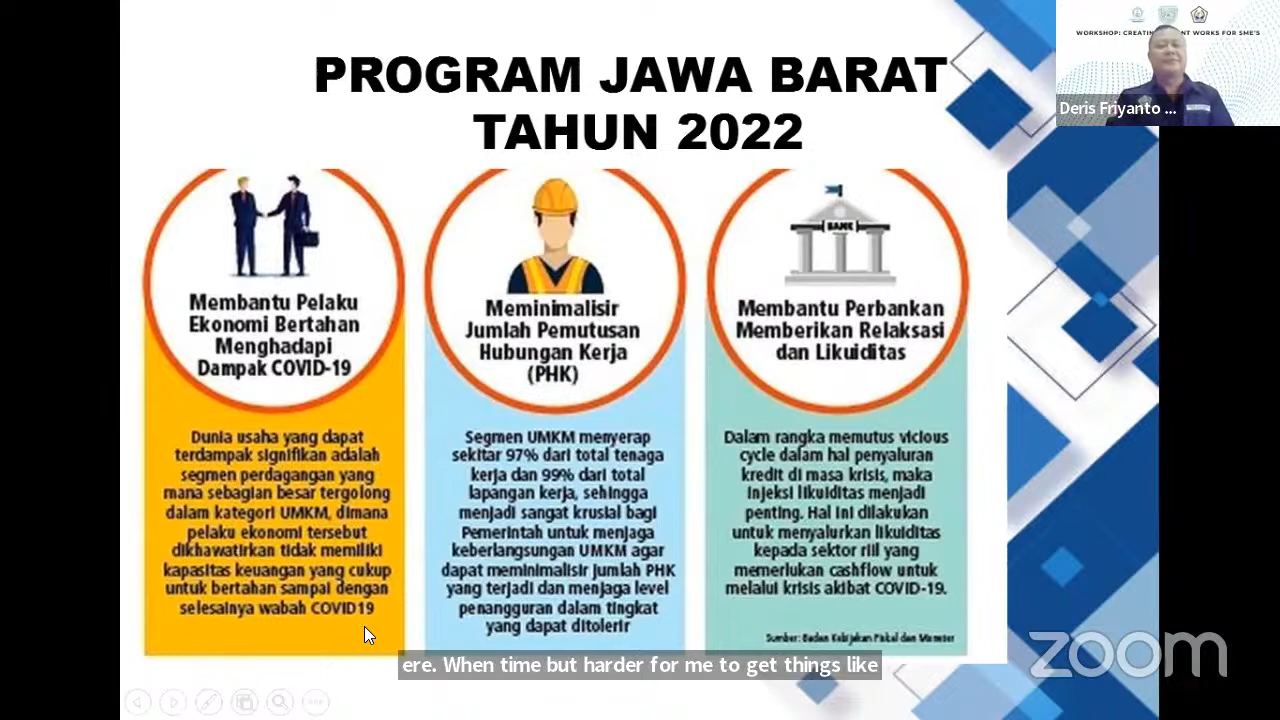 PROGRAM JAWA BARAT
TAHUN 2022
WORKSHOP: CREATIN
NT WORKS FOR SME'S
Deris Friyanto ...
Membantu Pelaku
Ekonomi Bertahan
Menghadapi
Dampak COVID-19
Dunia usaha yang dapat
terdampak signifikan adalah
segmen perdagangan yang
mana sebagian besar tergolong
dalam kategori UMKM, dimana
pelaku ekonomi tersebut
dikhawatirkan tidak memiliki
kapasitas keuangan yang cukup
untuk bertahan sampai dengan
selesainya wabah COVID19
Meminimalisir
Jumlah Pemutusan
Hubungan Kerja
(PHK)
Segmen UMKM menyerap
sekitar 97% dari total tenaga
kerja dan 99% dari total
lapangan kerja, sehingga
menjadi sangat krusial bagi
Pemerintah untuk menjaga
keberlangsungan UMKM agar
dapat meminimalisir jumlah PHK
yang terjadi dan menjaga level
penangguran dalam tingkat
yang dapat ditolerir
BANK
Membantu Perbankan
Memberikan Relaksasi
dan Likuiditas
Dalam rangka memutus vicious
cycle dalam hal penyaluran
kredit di masa krisis, maka
injeksi likuiditas menjadi
penting. Hal ini dilakukan
untuk menyalurkan likuiditas
kepada sektor riil yang
memerlukan cashflow untuk
melalui krisis akibat COVID-19.
Sumber: Badan Kebijakan Fiskal dan Moneter
ere. When time but harder for me to get things like
zoom